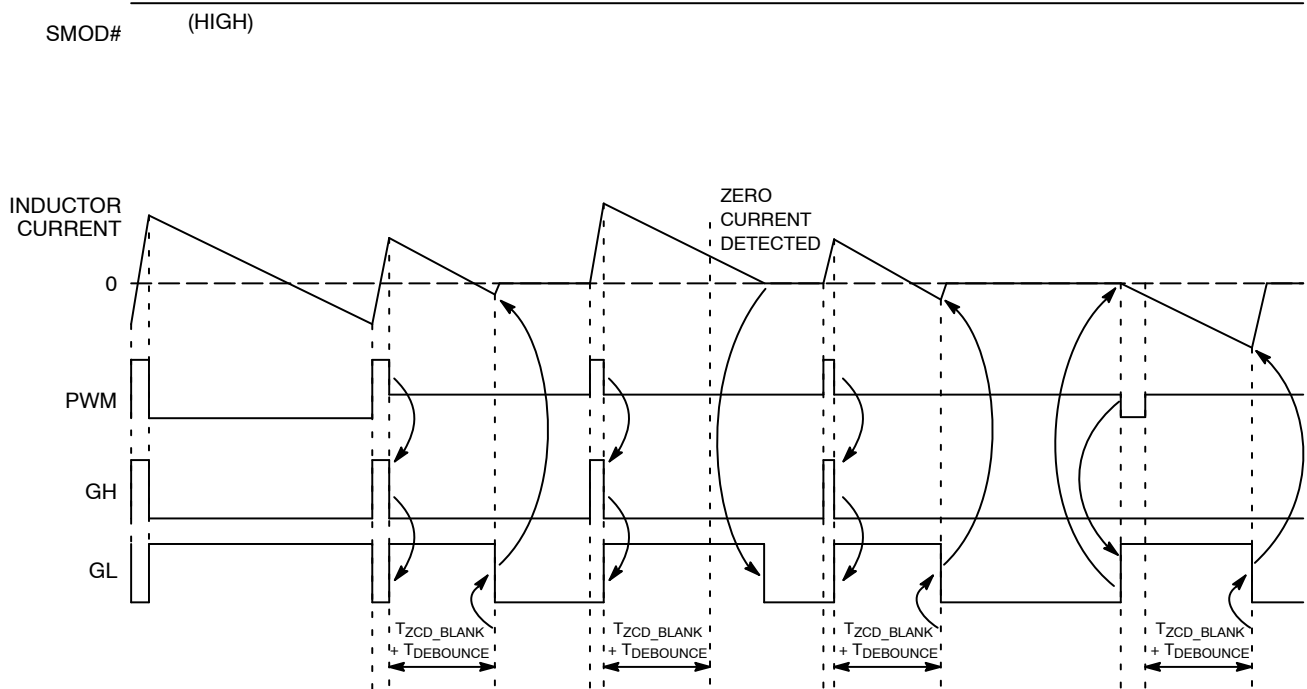 SMOD#
(HIGH)
INDUCTOR
CURRENT
ZERO
CURRENT
DETECTED
0
PWM
GH
GL
TZCD_BLANK
+ TDEBOUNCE
TZCD_BLANK
+ TDEBOUNCE
TZCD_BLANK
+ TDEBOUNCE
TZCD_BLANK
+ TDEBOUNCE